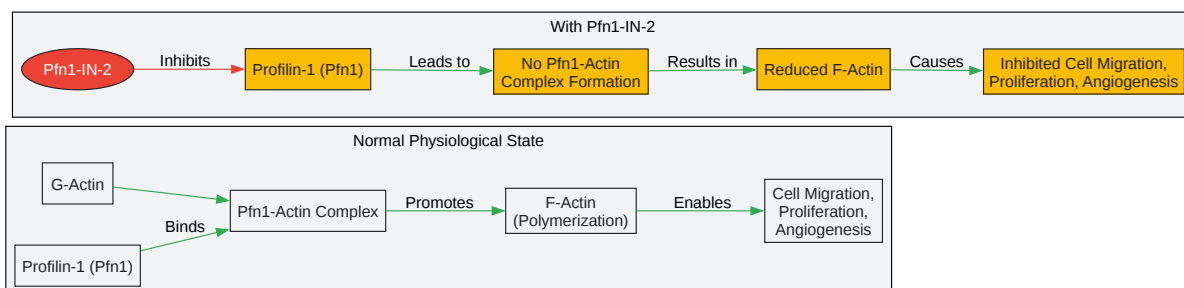 With Pfn1-IN-2
Pfn1-IN-2
Inhibits
Profilin-1 (Pfn1)
Leads to
No Pfn1-Actin
Complex Formation
Results in
Reduced F-Actin
Causes
Inhibited Cell Migration,
Proliferation, Angiogenesis
Normal Physiological State
G-Actin
Profilin-1 (Pfn1)
Binds
Pfn1-Actin Complex
Promotes
F-Actin
(Polymerization)
Enables
Cell Migration,
Proliferation,
Angiogenesis